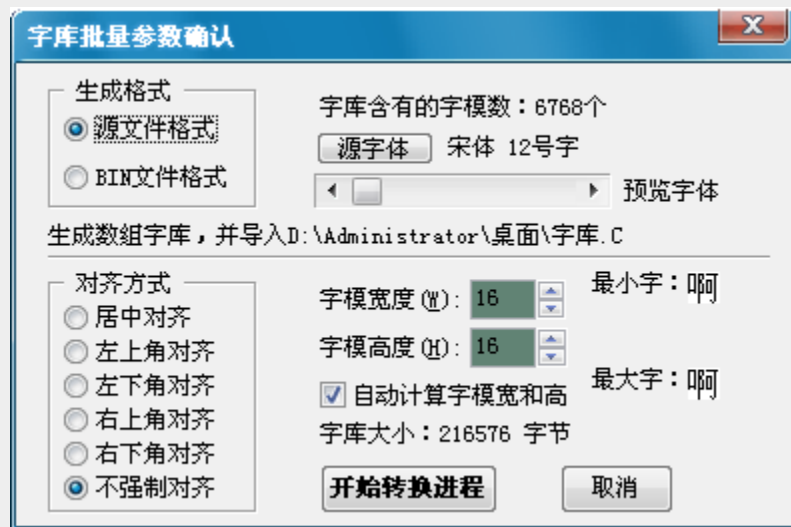 字库批量参数确认
生成格式
源文件格式
BIN文件格式
字库含有的字模数：6768个
源字体 宋体 12号字
预览字体
生成数组字库，并导入D:\Administrator\桌面\字库.C
对齐方式
居中对齐
左上角对齐
左下角对齐
右上角对齐
右下角对齐
不强制对齐
字模宽度(W): 16
字模高度(H): 16
自动计算字模宽和高
字库大小：216576 字节
最小字：啊
最大字：啊
开始转换进程
取消